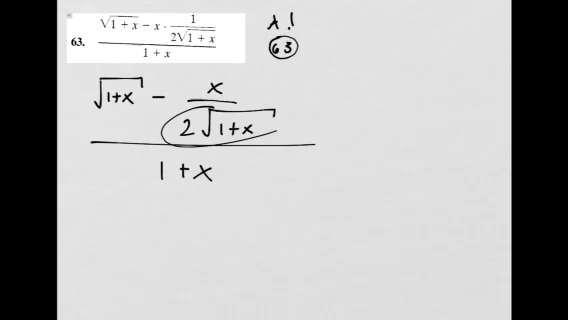 63. (√(1 + x) − x · 1/(2√(1 + x)))/(1 + x)
A!
63
√(1+x) − x/(2√(1+x))
1 + x